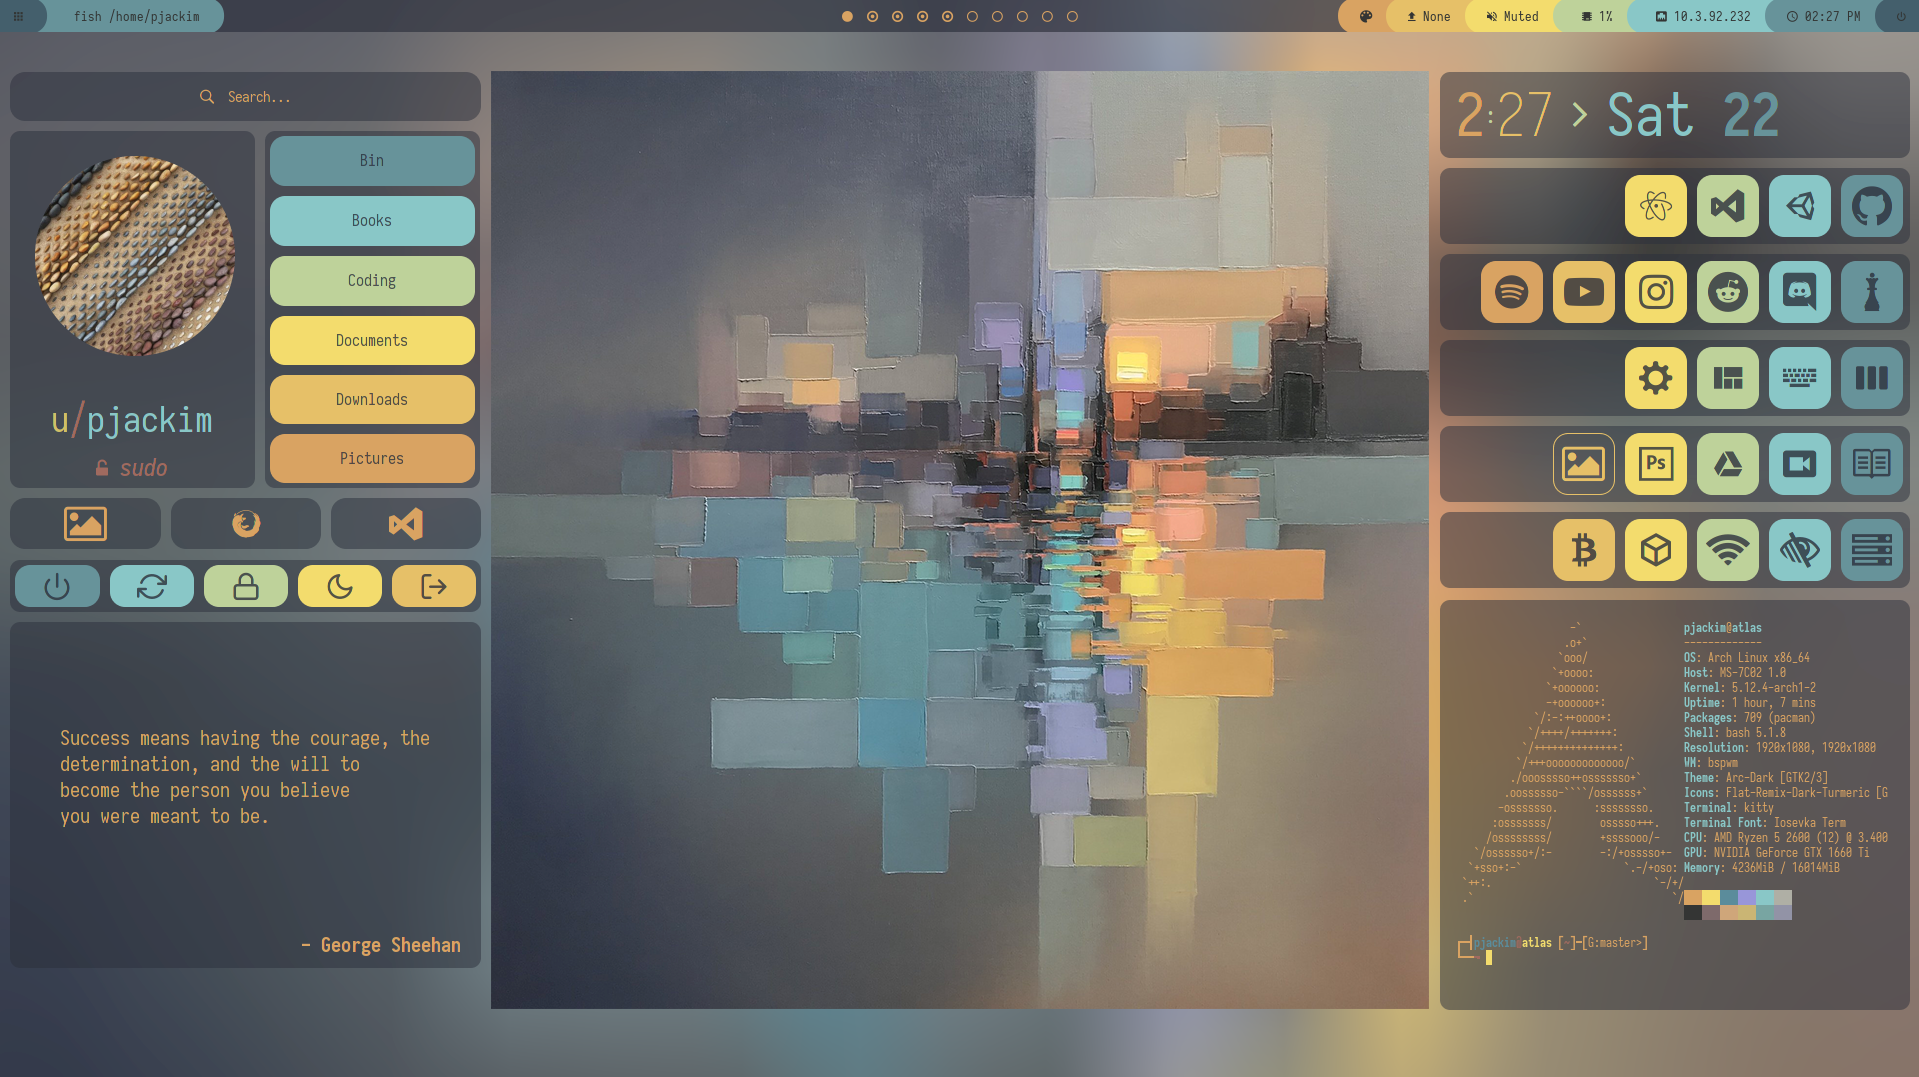 fish /home/pjackim
None
Muted
1%
10.3.92.232
02:27 PM
Search...
Bin
Books
Coding
Documents
Downloads
Pictures
u/pjackim
sudo
Success means having the courage, the
determination, and the will to
become the person you believe
you were meant to be.
- George Sheehan
2:27 > Sat 22
Ps
pjackim@atlas
-------------
OS: Arch Linux x86_64
Host: MS-7C02 1.0
Kernel: 5.12.4-arch1-2
Uptime: 1 hour, 7 mins
Packages: 709 (pacman)
Shell: bash 5.1.8
Resolution: 1920x1080, 1920x1080
WM: bspwm
Theme: Arc-Dark [GTK2/3]
Icons: Flat-Remix-Dark-Turmeric [G
Terminal: kitty
Terminal Font: Iosevka Term
CPU: AMD Ryzen 5 2600 (12) @ 3.400
GPU: NVIDIA GeForce GTX 1660 Ti
Memory: 4236MiB / 16014MiB
pjackim@atlas [~]-[G:master>]